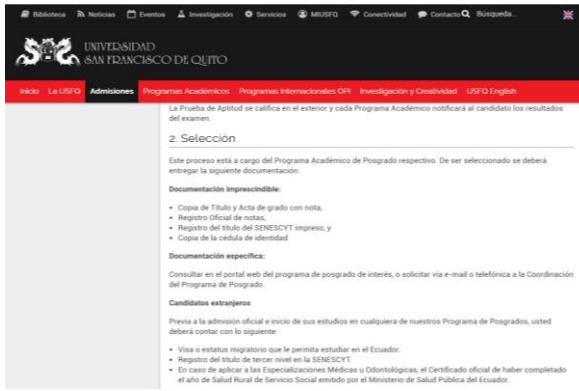 Biblioteca Noticias Eventos Investigación Servicios MIUSFQ Conectividad Contacto Búsqueda...
UNIVERSIDAD
SAN FRANCISCO DE QUITO
Inicio La USFQ Admisiones Programas Académicos Programas Internacionales OPI Investigación y Creatividad USFQ English
La Prueba de Aptitud se califica en el exterior y cada Programa Académico notificará al candidato los resultados
del examen.
2. Selección
Este proceso está a cargo del Programa Académico de Posgrado respectivo. De ser seleccionado se deberá
entregar la siguiente documentación:
Documentación imprescindible:
• Copia de Título y Acta de grado con nota,
• Registro Oficial de notas,
• Registro del título del SENESCYT impreso, y
• Copia de la cédula de identidad
Documentación específica:
Consultar en el portal web del programa de posgrado de interés, o solicitar vía e-mail o telefónica a la Coordinación
del Programa de Posgrado.
Candidatos extranjeros
Previa a la admisión oficial e inicio de sus estudios en cualquiera de nuestros Programa de Posgrados, usted
deberá contar con lo siguiente:
• Visa o estatus migratorio que le permita estudiar en el Ecuador.
• Registro del título de tercer nivel en la SENESCYT.
• En caso de aplicar a las Especializaciones Médicas u Odontológicas, el Certificado oficial de haber completado
el año de Salud Rural de Servicio Social emitido por el Ministerio de Salud Pública del Ecuador.